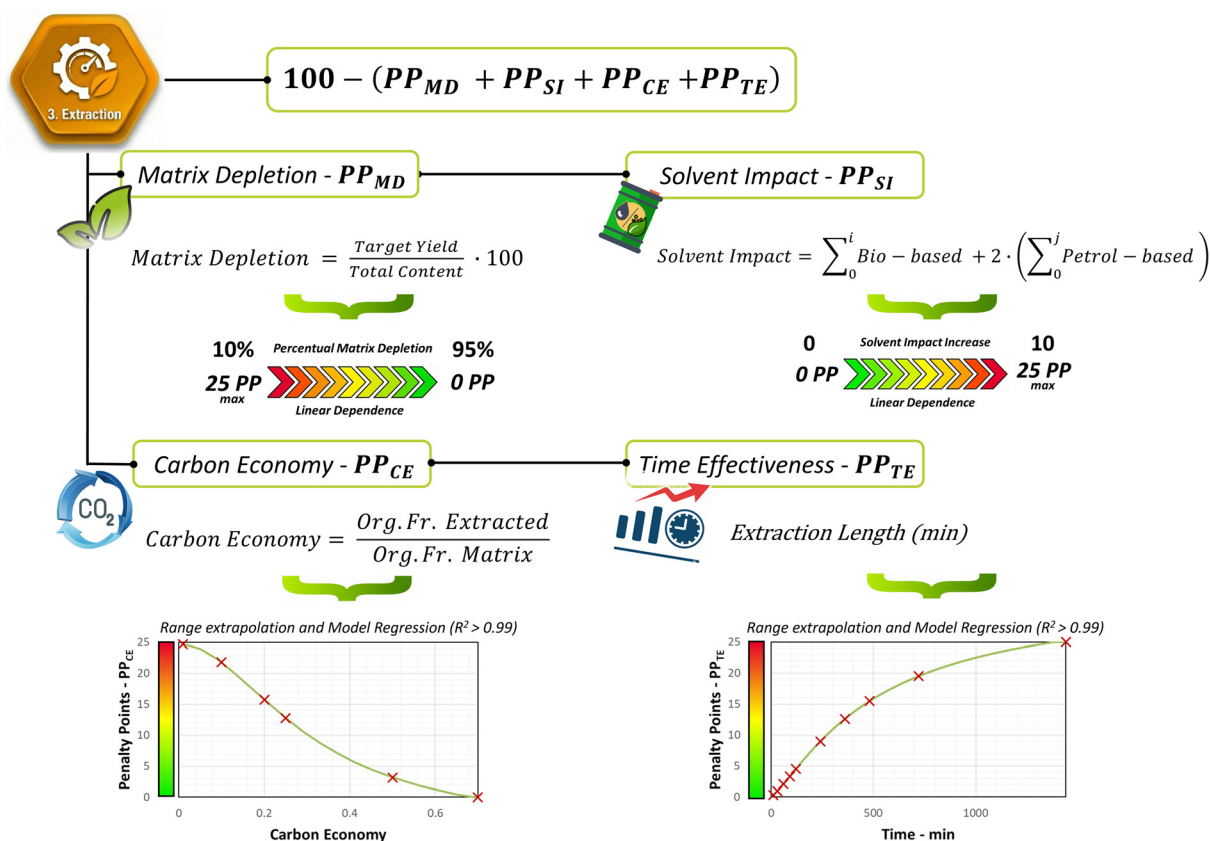 3. Extraction
100 − (PP_MD + PP_SI + PP_CE +PP_TE)
Matrix Depletion - PP_MD
Solvent Impact - PP_SI
Matrix Depletion = Target Yield / Total Content · 100
Solvent Impact = ∑_0^i Bio − based + 2 · (∑_0^j Petrol − based )
10% Percentual Matrix Depletion 95%
25 PP max 0 PP
Linear Dependence
0 Solvent Impact Increase 10
0 PP 25 PP max
Linear Dependence
Carbon Economy - PP_CE
Time Effectiveness - PP_TE
CO₂
Carbon Economy = Org.Fr. Extracted / Org.Fr. Matrix
Extraction Length (min)
Range extrapolation and Model Regression (R² > 0.99)
Penalty Points - PP_CE
25
20
15
10
5
0
0 0.2 0.4 0.6
Carbon Economy
Range extrapolation and Model Regression (R² > 0.99)
Penalty Points - PP_TE
25
20
15
10
5
0
0 500 1000
Time - min